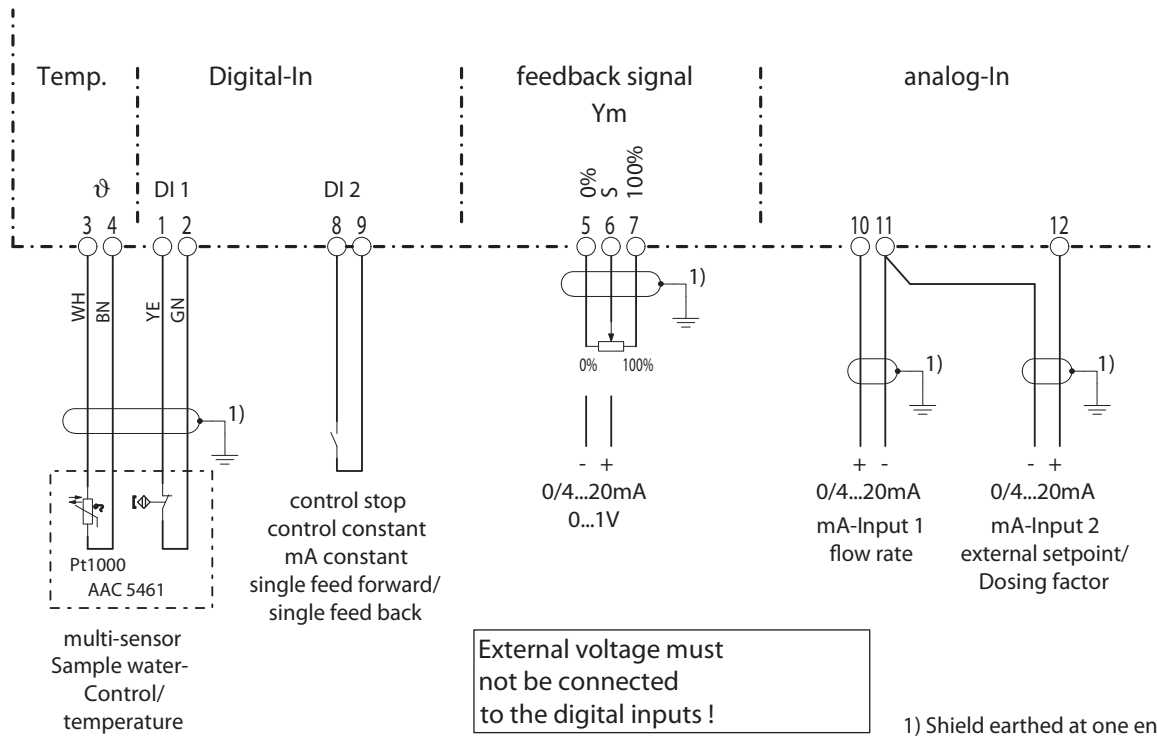 Temp.
Digital-In
feedback signal
Ym
analog-In
ϑ
DI 1
DI 2
0%
S
100%
3 4 1 2
8 9
5 6 7
10 11
12
WH
BN
YE
GN
1)
1)
1)
1)
0% 100%
Pt1000
AAC 5461
multi-sensor
Sample water-
Control/
temperature
control stop
control constant
mA constant
single feed forward/
single feed back
- +
0/4...20mA
0...1V
+ -
0/4...20mA
mA-Input 1
flow rate
- +
0/4...20mA
mA-Input 2
external setpoint/
Dosing factor
External voltage must
not be connected
to the digital inputs !
1) Shield earthed at one en